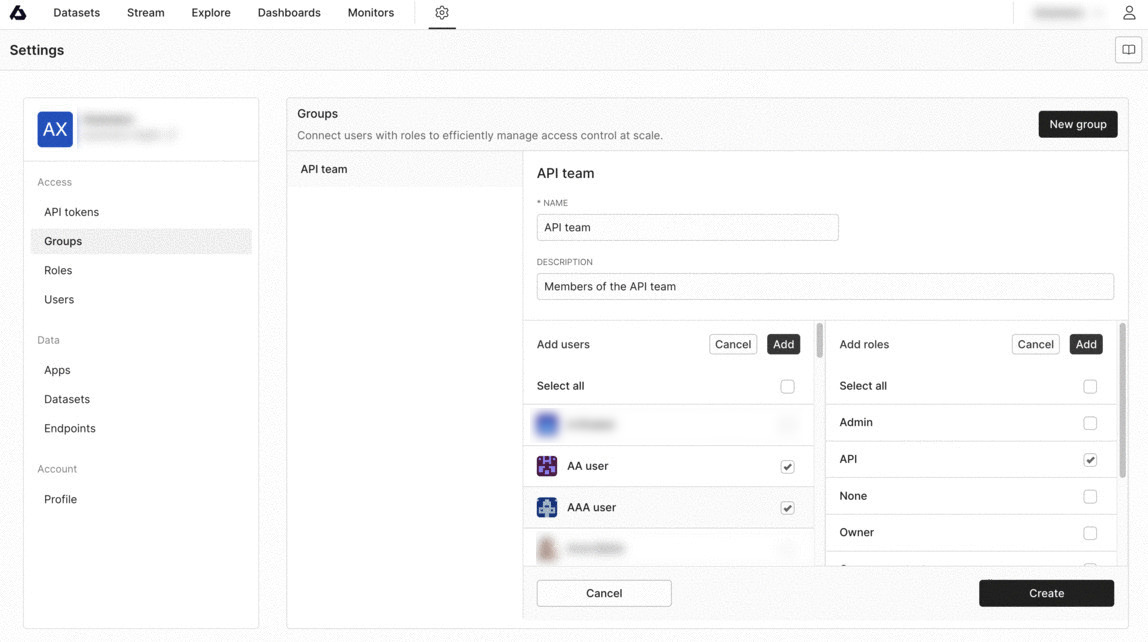 Datasets Stream Explore Dashboards Monitors
Settings
AX
Access
API tokens
Groups
Roles
Users
Data
Apps
Datasets
Endpoints
Account
Profile
Groups
Connect users with roles to efficiently manage access control at scale.
New group
API team
API team
* NAME
API team
DESCRIPTION
Members of the API team
Add users Cancel Add
Select all
AA user
AAA user
Add roles Cancel Add
Select all
Admin
API
None
Owner
Cancel Create